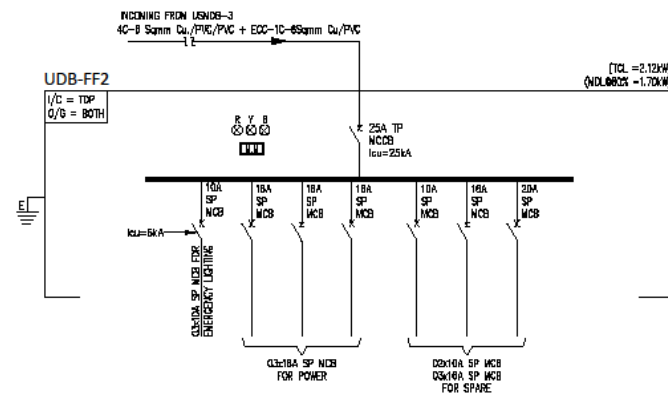 INCOMING FROM USMDB-3
4C-6 Sqmm Cu./PVC/PVC + ECC-1C-6Sqmm Cu/PVC
UDB-FF2
(TCL =2.12kW
(MDL@80% =1.70kW
I/C = TOP
O/G = BOTH
R Y B
25A TP
MCCB
Icu=25kA
E
10A SP MCB
16A SP MCB
16A SP MCB
16A SP MCB
10A SP MCB
16A SP MCB
20A SP MCB
Icu=6kA
03x10A SP MCB FOR
EMERGENCY LIGHTING
03x16A SP MCB
FOR POWER
02x10A SP MCB
03x16A SP MCB
FOR SPARE